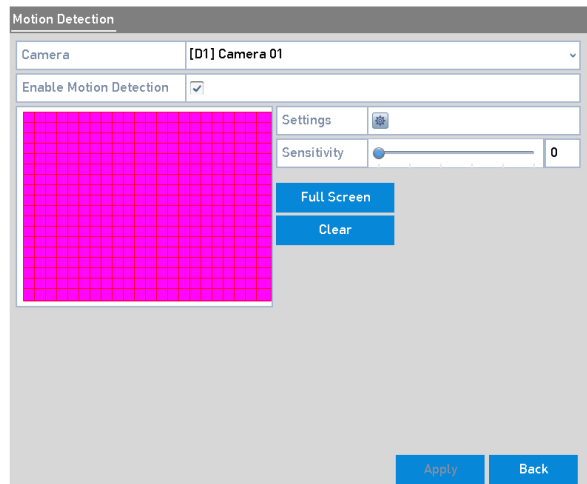 Motion Detection
Camera
[D1] Camera 01
Enable Motion Detection
Settings
Sensitivity
0
Full Screen
Clear
Apply
Back